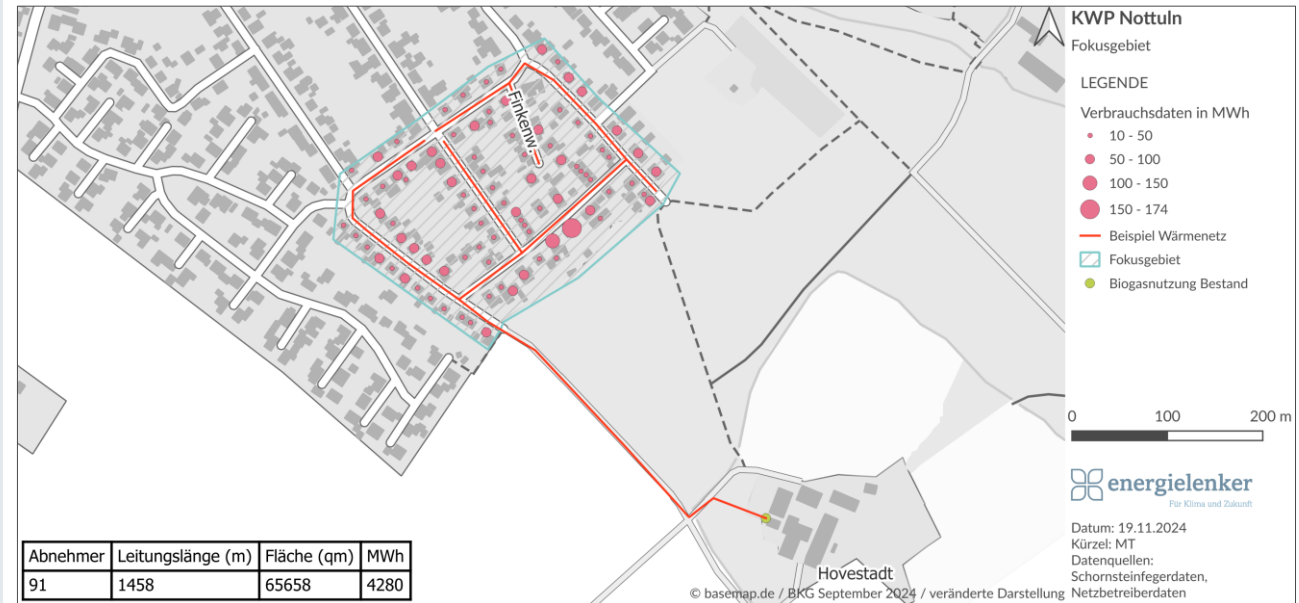 KWP Nottuln
Fokusgebiet
LEGENDE
Verbrauchsdaten in MWh
10 - 50
50 - 100
100 - 150
150 - 174
Beispiel Wärmenetz
Fokusgebiet
Biogasnutzung Bestand
0 100 200 m
energielenker
Für Klima und Zukunft
Datum: 19.11.2024
Kürzel: MT
Datenquellen:
Schornsteinfegerdaten,
Netzbetreiberdaten
Finkenw.
Hovestadt
© basemap.de / BKG September 2024 / veränderte Darstellung
Abnehmer Leitungslänge (m) Fläche (qm) MWh
91 1458 65658 4280